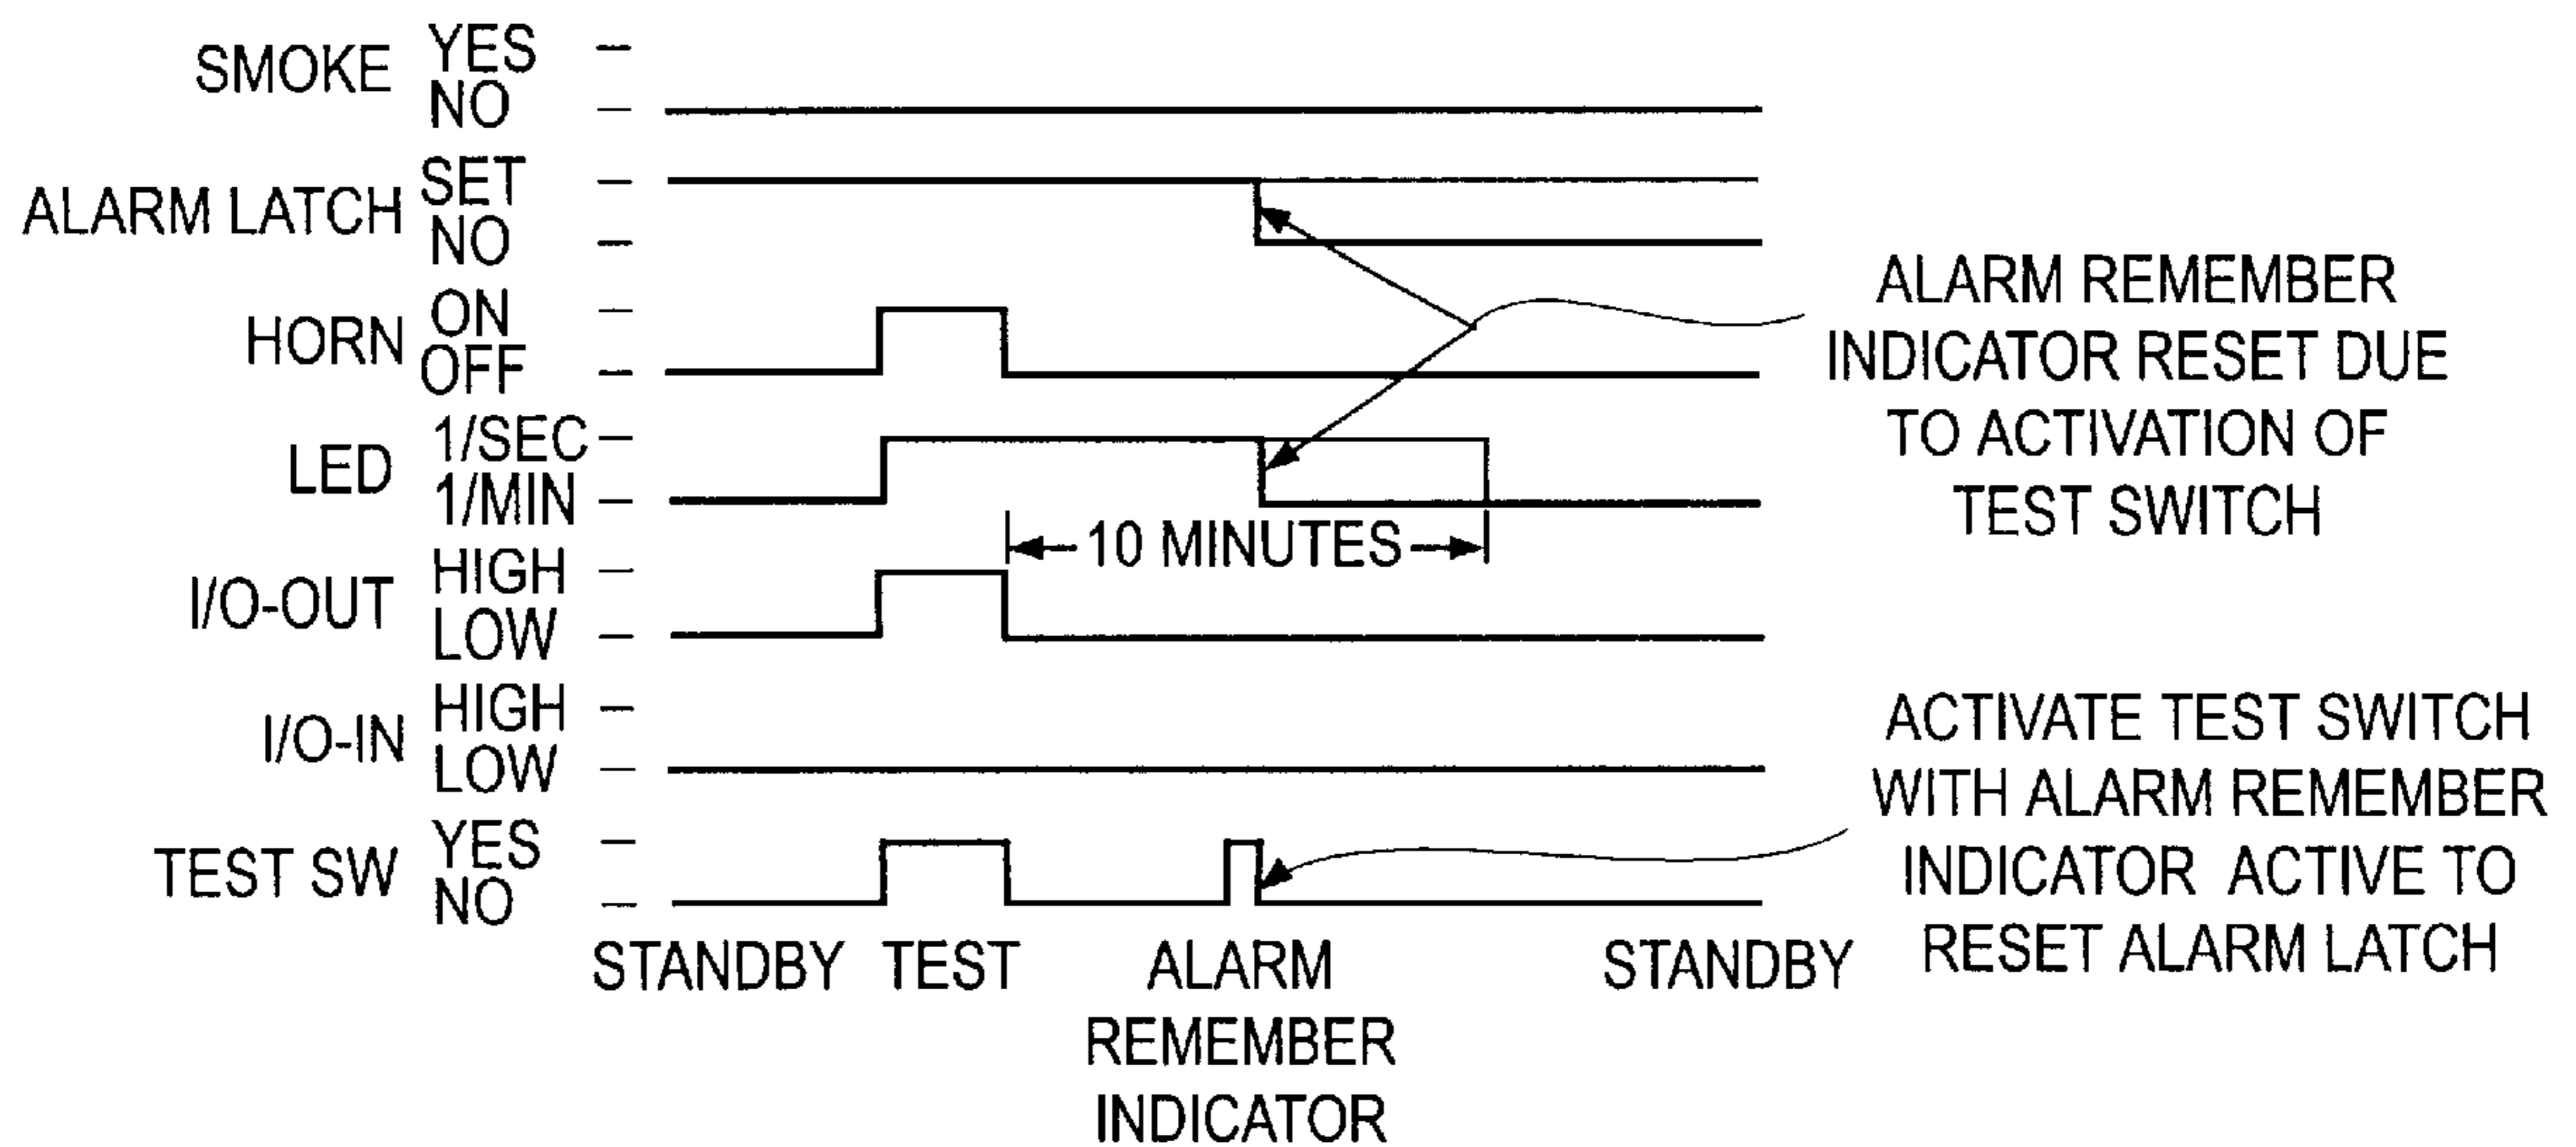 SMOKE YES
NO
ALARM LATCH SET
NO
HORN ON
OFF
LED 1/SEC
1/MIN
10 MINUTES
I/O-OUT HIGH
LOW
I/O-IN HIGH
LOW
TEST SW YES
NO
STANDBY TEST ALARM STANDBY
REMEMBER
INDICATOR
ALARM REMEMBER
INDICATOR RESET DUE
TO ACTIVATION OF
TEST SWITCH
ACTIVATE TEST SWITCH
WITH ALARM REMEMBER
INDICATOR ACTIVE TO
RESET ALARM LATCH